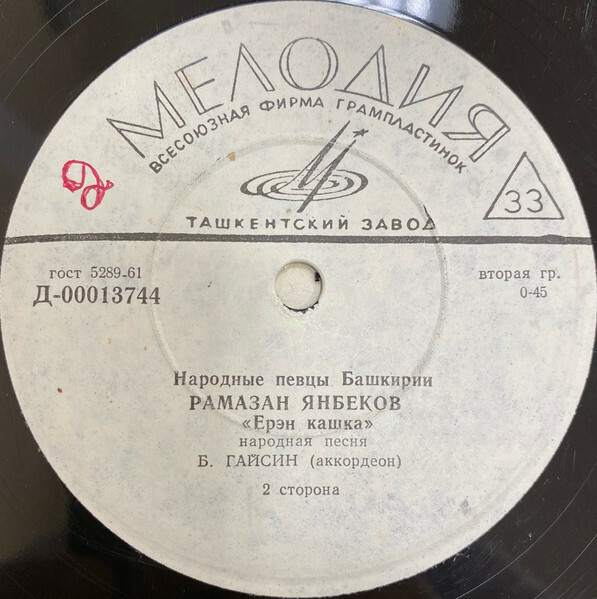 МЕЛОДИЯ
ВСЕСОЮЗНАЯ ФИРМА ГРАМПЛАСТИНОК
33
ТАШКЕНТСКИЙ ЗАВОД
гост 5289-61
Д-00013744
вторая гр.
0-45
Народные певцы Башкирии
РАМАЗАН ЯНБЕКОВ
«Ерэн кашка»
народная песня
Б. ГАЙСИН (аккордеон)
2 сторона